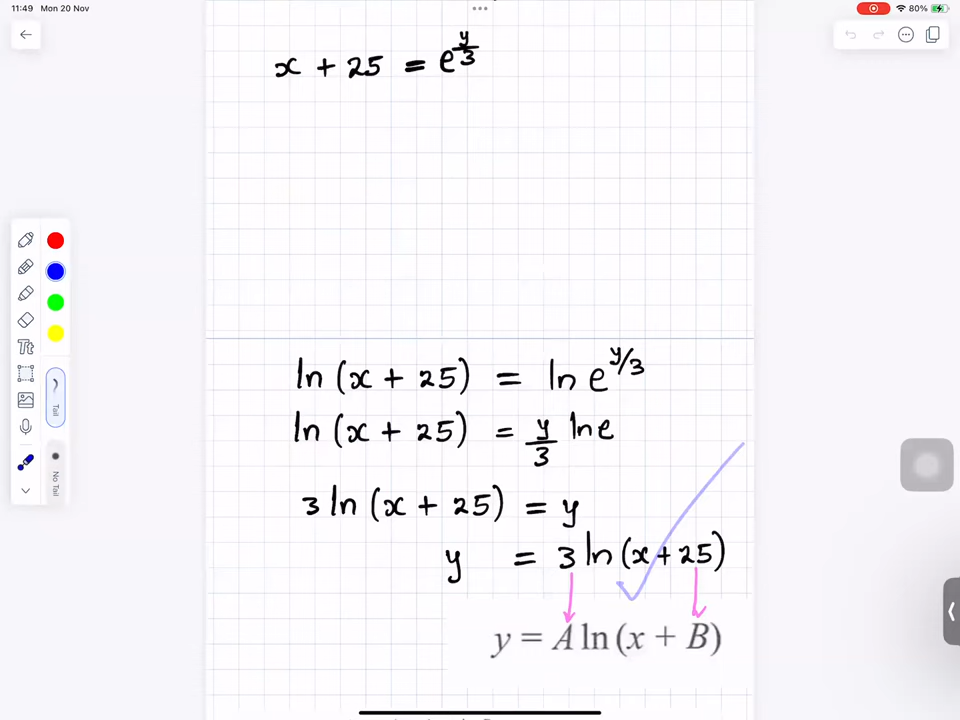 11:49 Mon 20 Nov
80%
x + 25 = e^(y/3)
ln (x + 25) = ln e^(y/3)
ln (x + 25) = y/3 ln e
3 ln (x + 25) = y
y = 3 ln (x + 25)
y = A ln (x + B)
Tt
Tail
No Tail